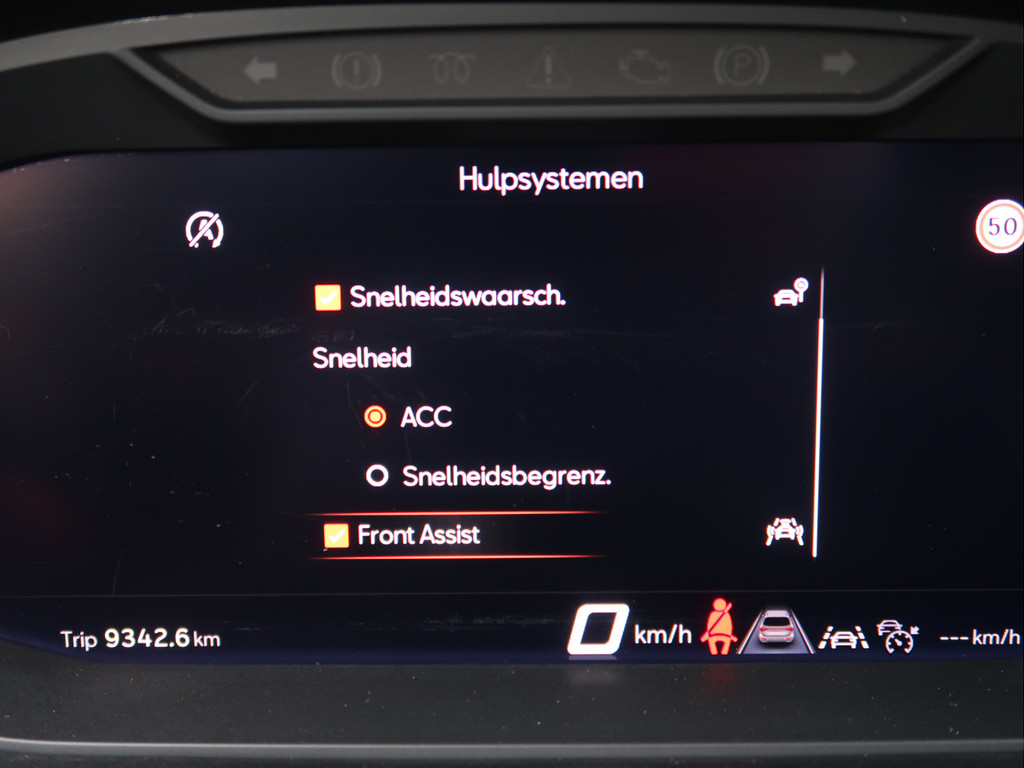 P
Hulpsystemen
A
50
Snelheidswaarsch.
Snelheid
ACC
Snelheidsbegrenz.
Front Assist
Trip 9342.6 km
0 km/h
--- km/h